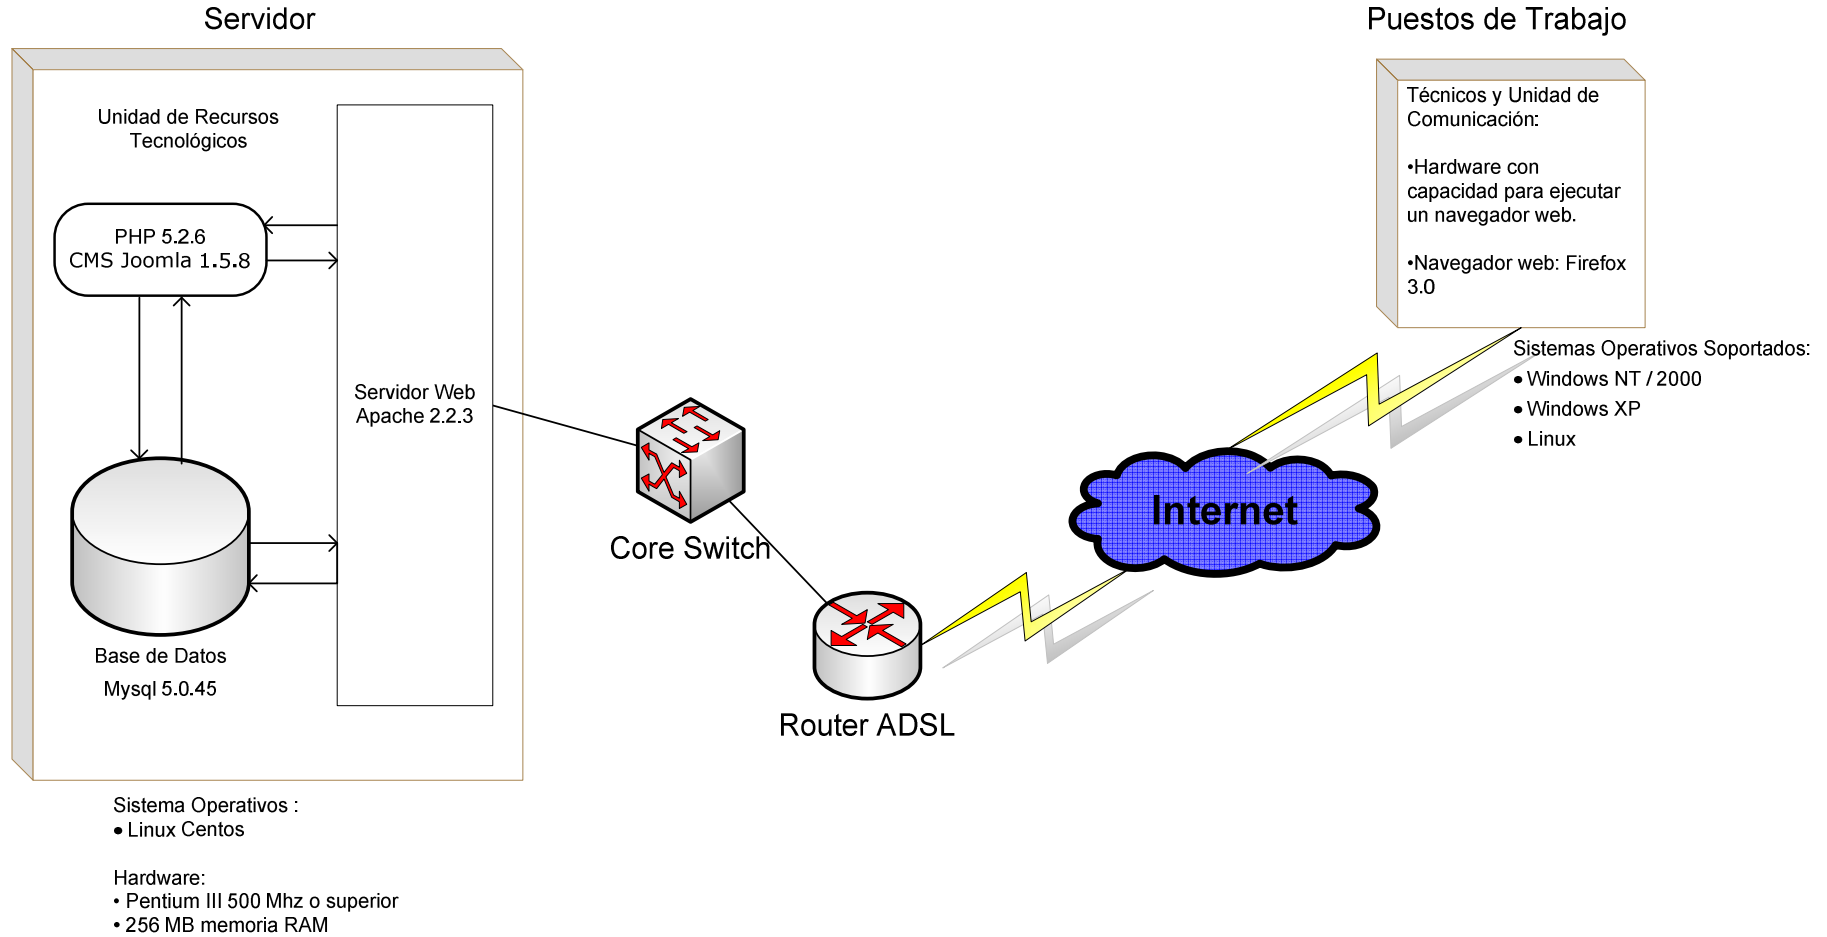 Servidor
Unidad de Recursos
Tecnológicos
PHP 5.2.6
CMS Joomla 1.5.8
Servidor Web
Apache 2.2.3
Base de Datos
Mysql 5.0.45
Sistema Operativos :
• Linux Centos
Hardware:
• Pentium III 500 Mhz o superior
• 256 MB memoria RAM
Core Switch
Router ADSL
Internet
Puestos de Trabajo
Técnicos y Unidad de
Comunicación:
•Hardware con
capacidad para ejecutar
un navegador web.
•Navegador web: Firefox
3.0
Sistemas Operativos Soportados:
• Windows NT / 2000
• Windows XP
• Linux